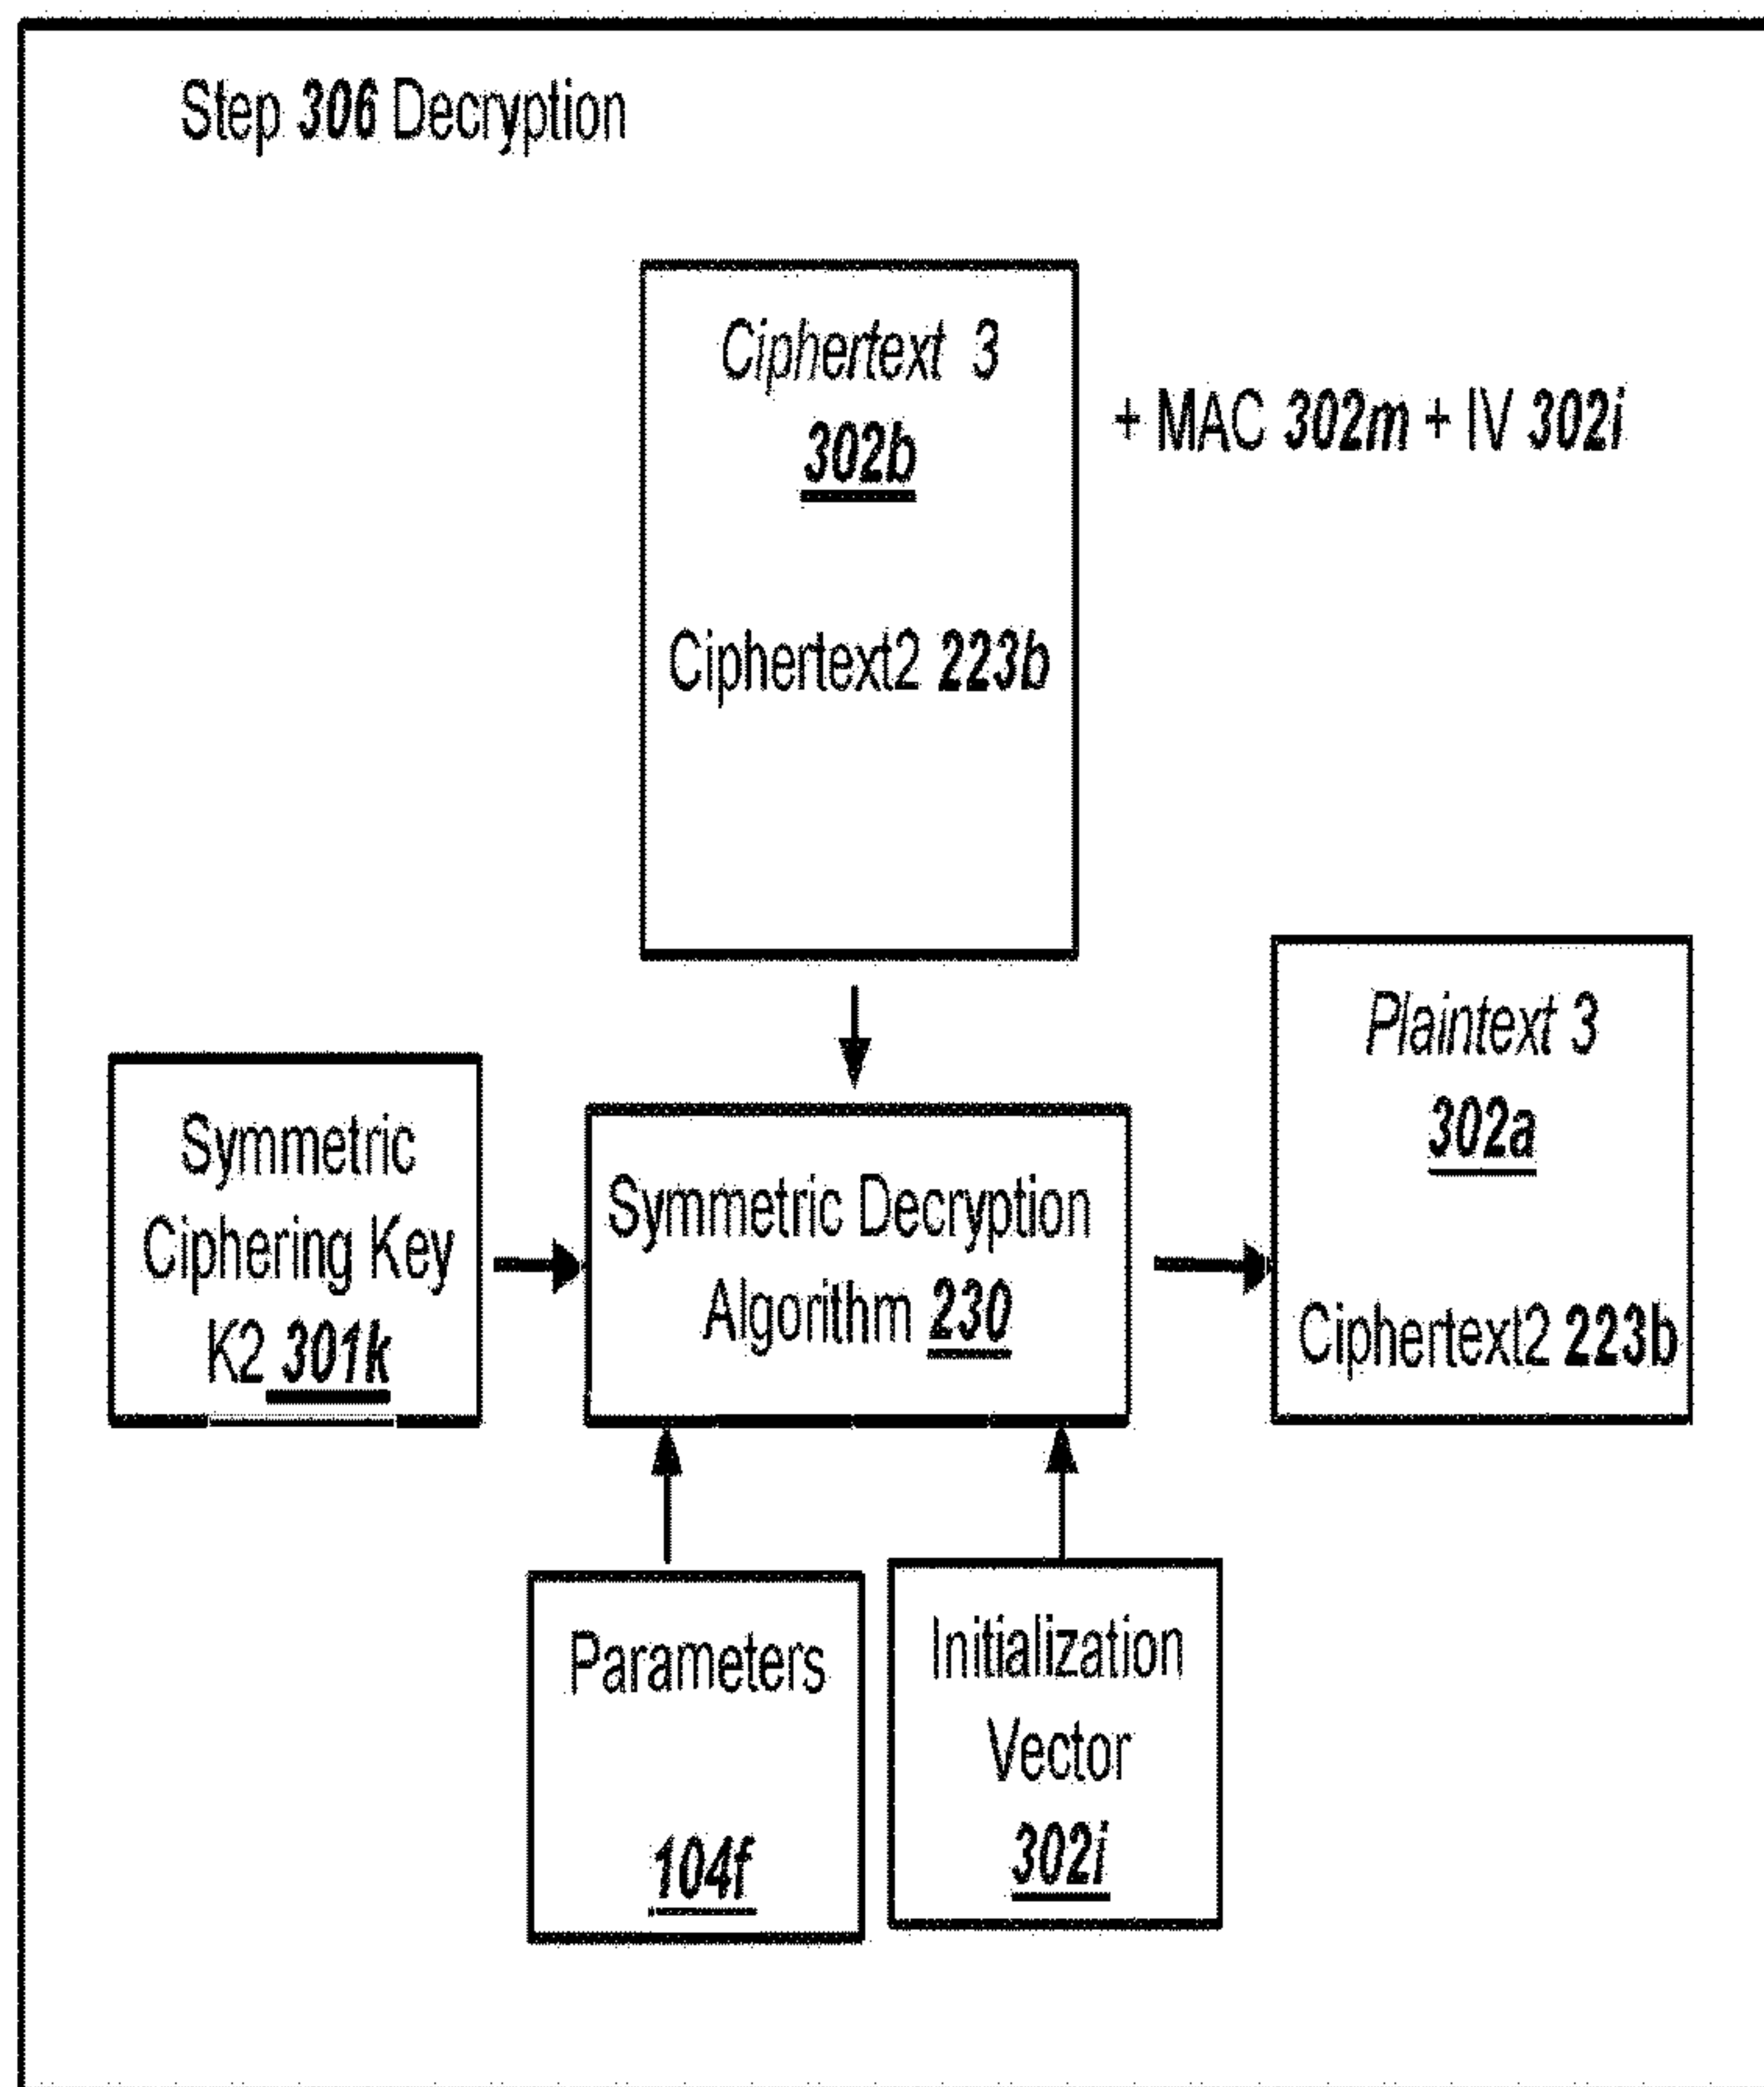 Step 306 Decryption
Ciphertext 3
302b
+ MAC 302m + IV 302i
Ciphertext2 223b
Symmetric
Ciphering Key
K2 301k
Symmetric Decryption
Algorithm 230
Plaintext 3
302a
Ciphertext2 223b
Parameters
104f
Initialization
Vector
302i